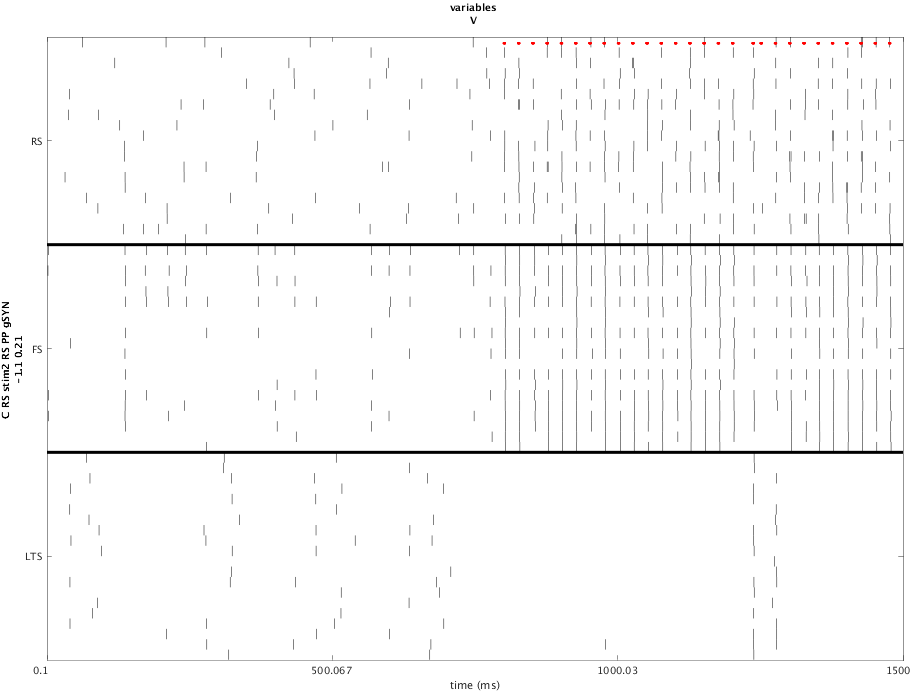 variables
V
RS
FS
LTS
C RS stim2 RS PP gSYN
-1.1 0.21
0.1
500.067
1000.03
1500
time (ms)